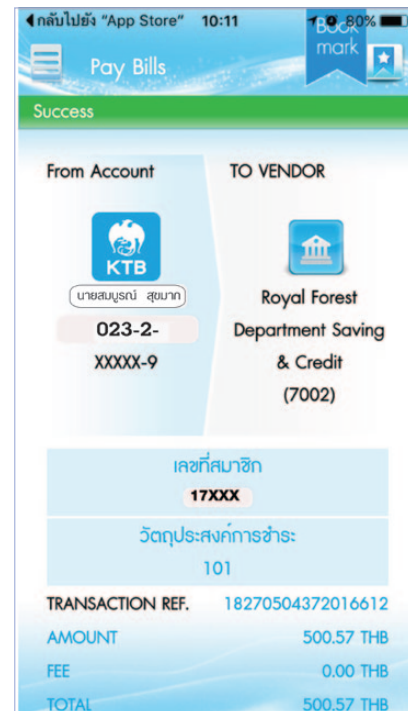 กลับไปยัง "App Store" 10:11 80%
Pay Bills
Book
mark
Success
From Account
TO VENDOR
KTB
นายสมบูรณ์ สุขมาก
023-2-
XXXXX-9
Royal Forest
Department Saving
& Credit
(7002)
เลขที่สมาชิก
17XXX
วัตถุประสงค์การชำระ
101
TRANSACTION REF. 18270504372016612
AMOUNT 500.57 THB
FEE 0.00 THB
TOTAL 500.57 THB